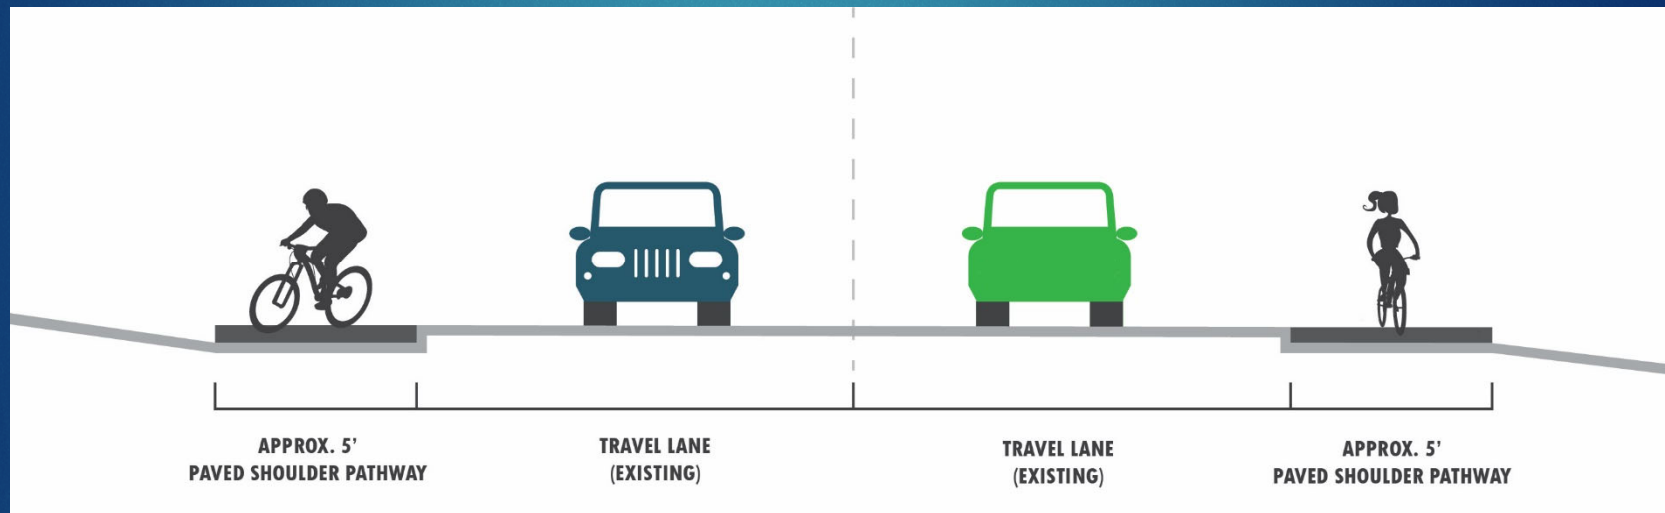 APPROX. 5'
PAVED SHOULDER PATHWAY
TRAVEL LANE
(EXISTING)
TRAVEL LANE
(EXISTING)
APPROX. 5'
PAVED SHOULDER PATHWAY